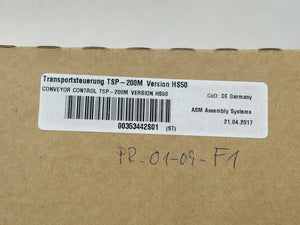 Transportsteuerung TSP-200M Version HS50
CONVEYOR CONTROL TSP-200M VERSION HS50
CoO: DE Germany
ASM Assembly Systems
00353442S01 (ST)
21.04.2017
PR-01-09-F1